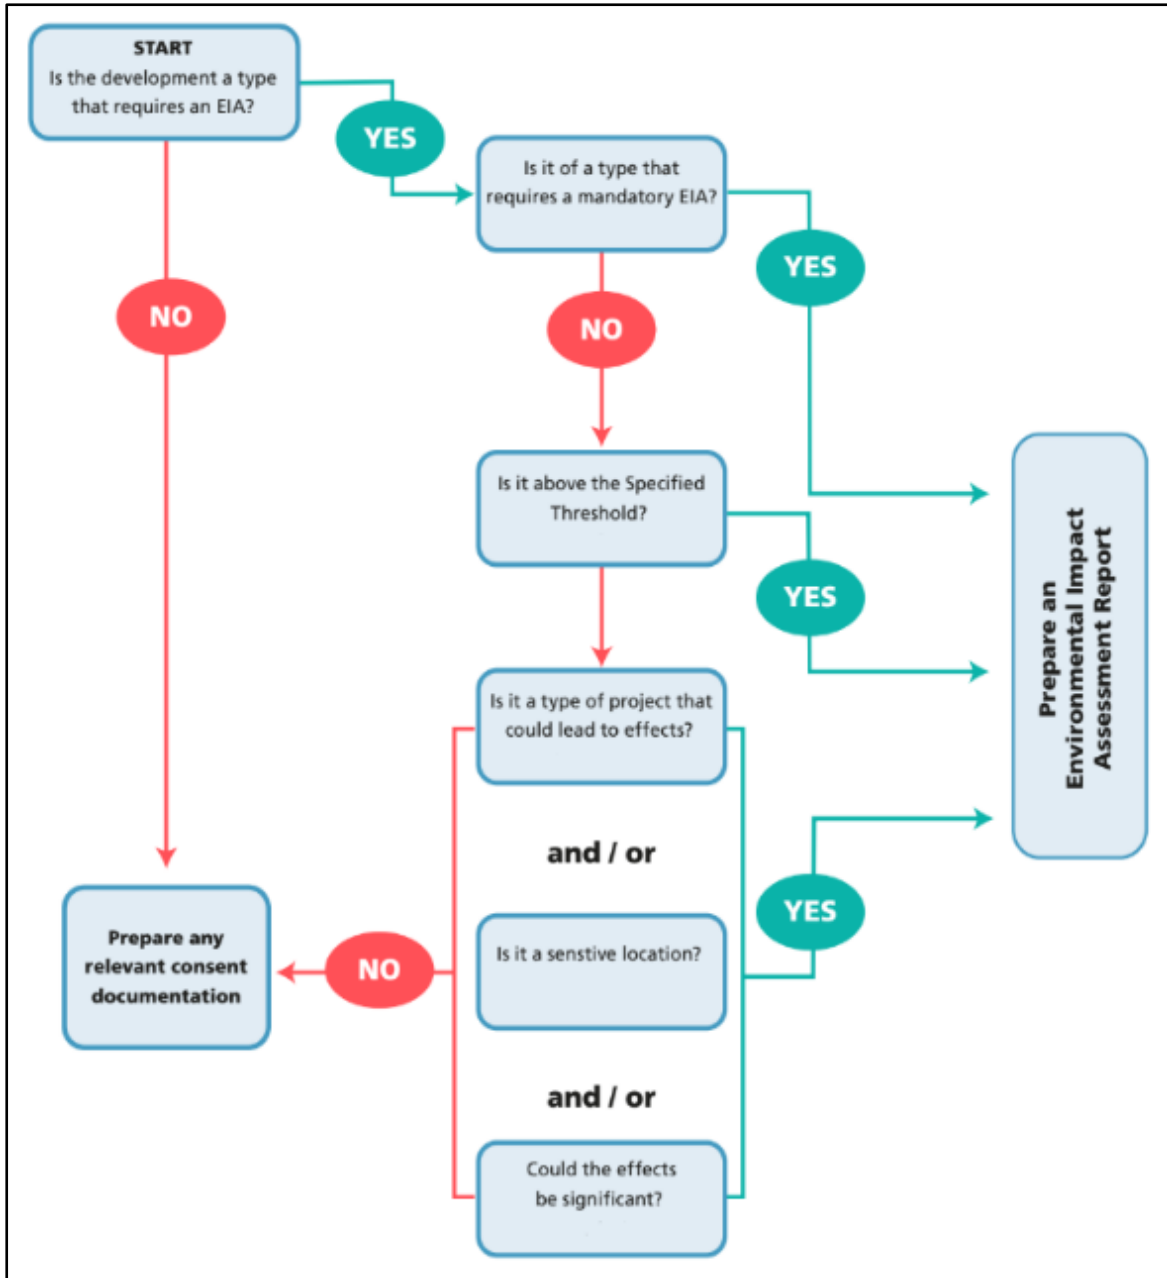 START
Is the development a type
that requires an EIA?
YES
Is it of a type that
requires a mandatory EIA?
YES
NO
NO
Is it above the Specified
Threshold?
YES
Prepare an
Environmental Impact
Assessment Report
Is it a type of project that
could lead to effects?
and / or
Prepare any
relevant consent
documentation
NO
Is it a senstive location?
YES
and / or
Could the effects
be significant?